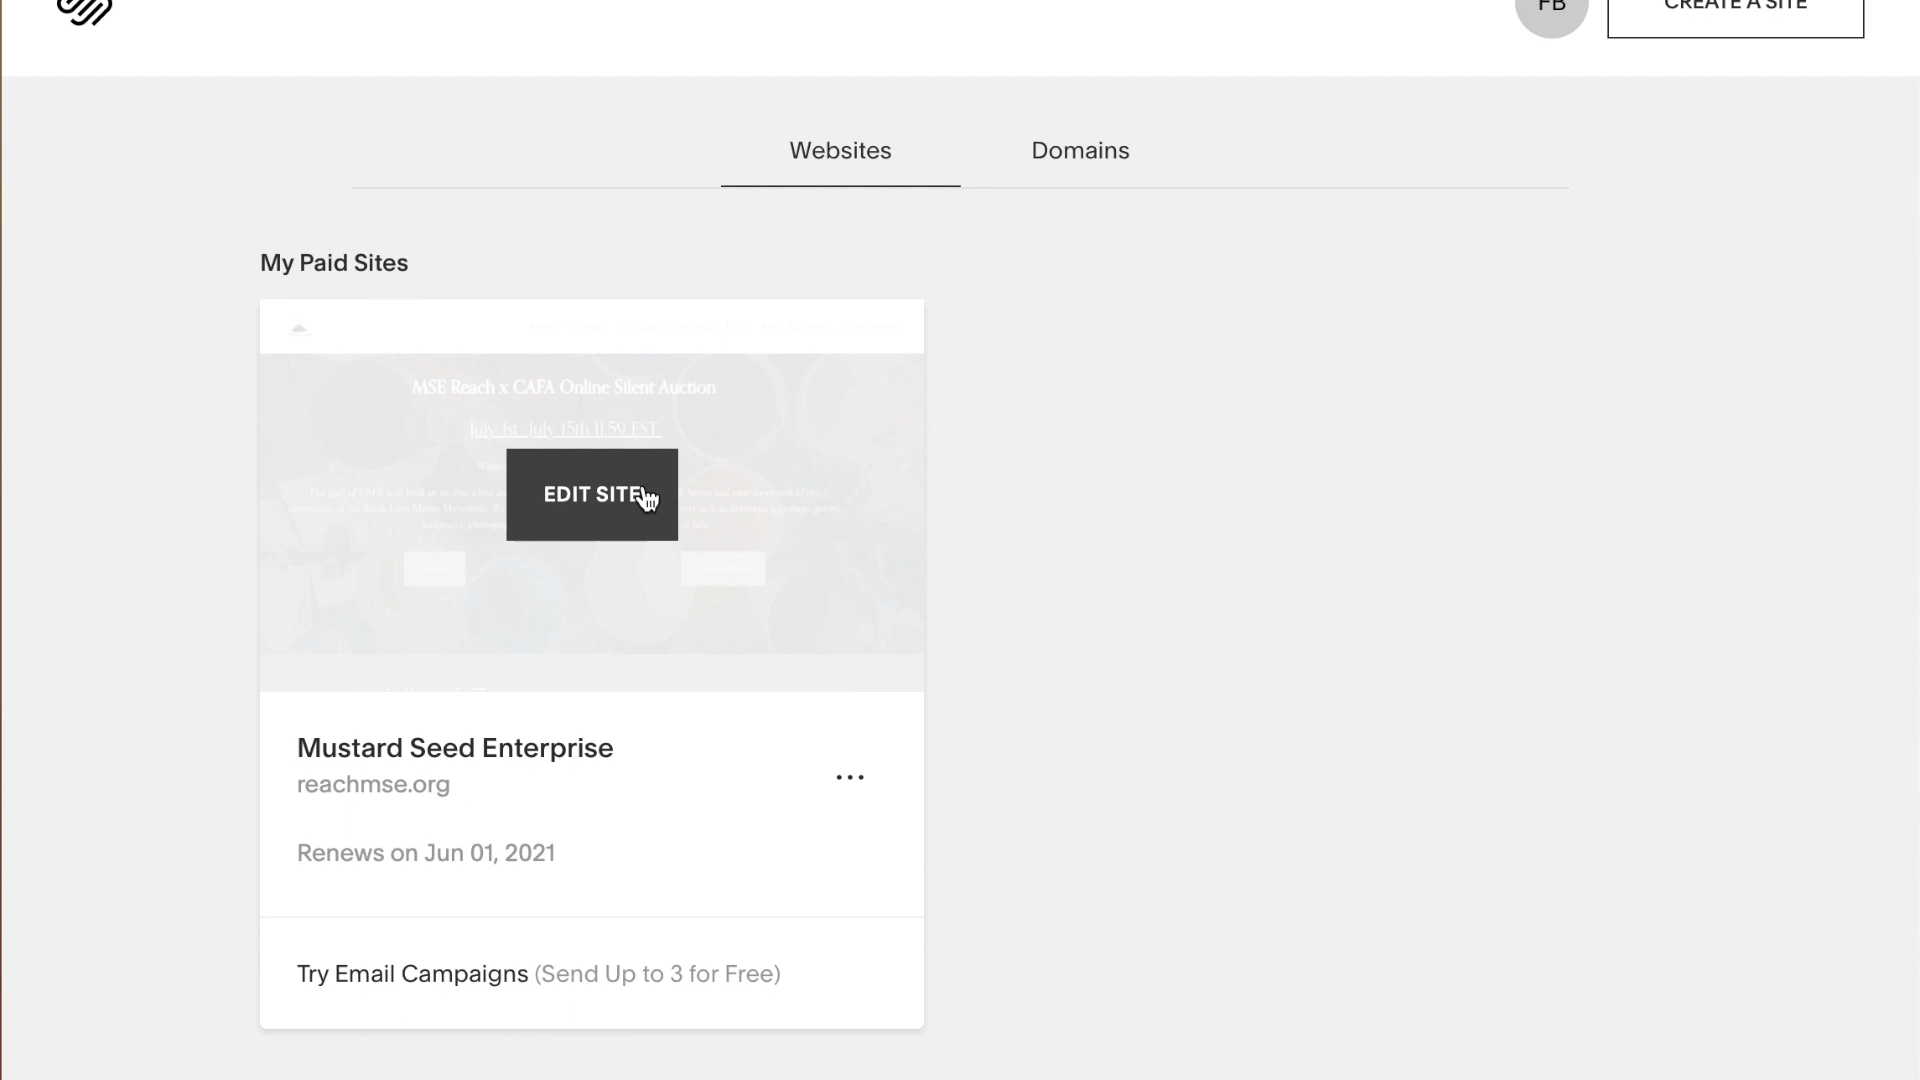 FB
CREATE A SITE
Websites
Domains
My Paid Sites
MSE Reach x CAFA Online Silent Auction
July 1st -July 15th 11:59 EST
EDIT SITE
Mustard Seed Enterprise
reachmse.org
...
Renews on Jun 01, 2021
Try Email Campaigns (Send Up to 3 for Free)